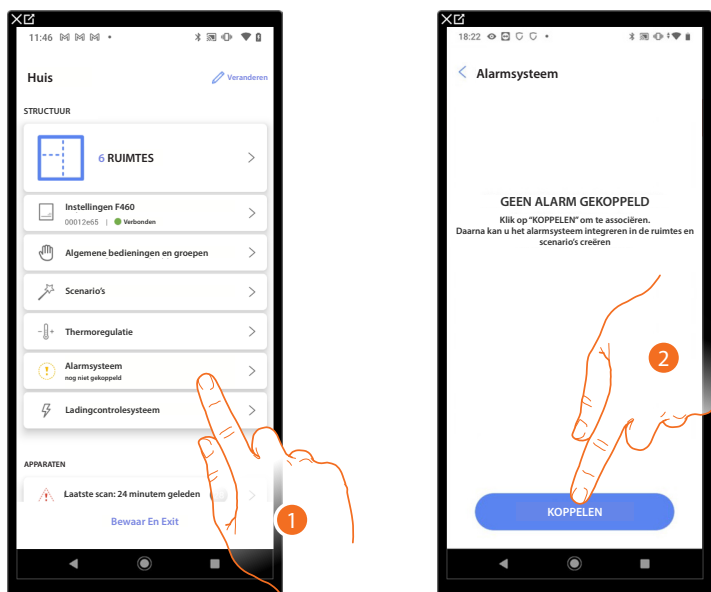 11:46
Huis
Veranderen
STRUCTUUR
6 RUIMTES
Instellingen F460
00012e65 | Verbonden
Algemene bedieningen en groepen
Scenario's
Thermoregulatie
Alarmsysteem
nog niet gekoppeld
Ladingcontrolesysteem
APPARATEN
Laatste scan: 24 minutem geleden
Bewaar En Exit
1
18:22
Alarmsysteem
GEEN ALARM GEKOPPELD
Klik op “KOPPELEN” om te associëren.
Daarna kan u het alarmsysteem integreren in de ruimtes en
scenario's creëren
2
KOPPELEN